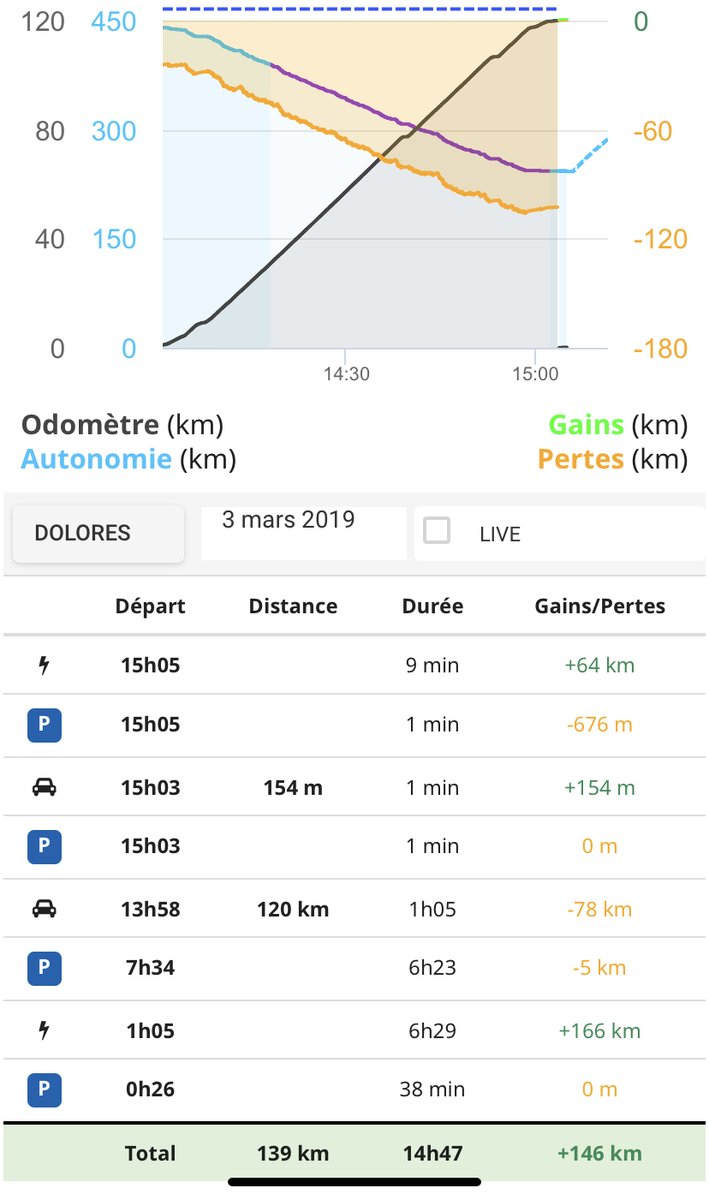 120 450 0
80 300 -60
40 150 -120
0 0 -180
14:30 15:00
Odomètre (km) Gains (km)
Autonomie (km) Pertes (km)
DOLORES 3 mars 2019 LIVE
Départ Distance Durée Gains/Pertes
15h05 9 min +64 km
P 15h05 1 min -676 m
15h03 154 m 1 min +154 m
P 15h03 1 min 0 m
13h58 120 km 1h05 -78 km
P 7h34 6h23 -5 km
1h05 6h29 +166 km
P 0h26 38 min 0 m
Total 139 km 14h47 +146 km